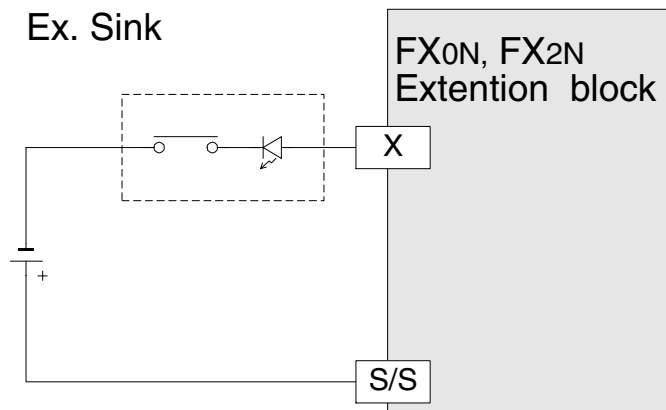 Ex. Sink
FX0N, FX2N
Extention block
X
+
S/S